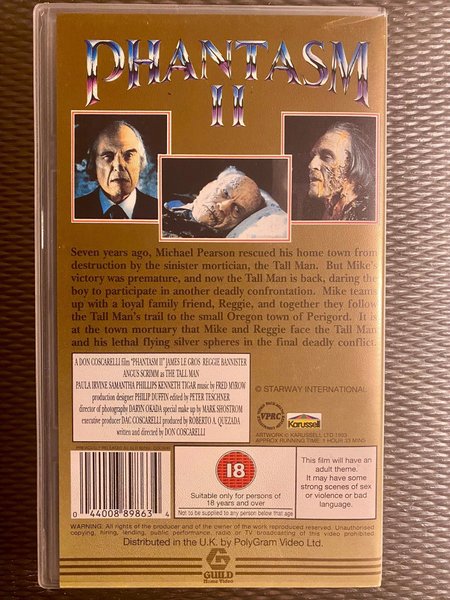 PHANTASM
II
Seven years ago, Michael Pearson rescued his home town from
destruction by the sinister mortician, the Tall Man. But Mike's
victory was premature, and now the Tall Man is back, daring the
boy to participate in another deadly confrontation. Mike teams
up with a loyal family friend, Reggie, and together they follow
the Tall Man's trail to the small Oregon town of Perigord. It is
at the town mortuary that Mike and Reggie face the Tall Man
and his lethal flying silver spheres in the final deadly conflict.
A DON COSCARELLI film "PHANTASM II" JAMES LE GROS REGGIE BANNISTER
ANGUS SCRIMM as THE TALL MAN
PAULA IRVINE SAMANTHA PHILLIPS KENNETH TIGAR music by FRED MYROW
production designer PHILIP DUFFIN edited by PETER TESCHNER
director of photography DARYN OKADA special make up by MARK SHOSTROM
executive producer DAC COSCARELLI produced by ROBERTO A. QUEZADA
written and directed by DON COSCARELLI
© STARWAY INTERNATIONAL
VPRC
Karussell
ARTWORK © KARUSSELL LTD 1993
APPROX RUNNING TIME 1 HOUR 33 MINS
0 44008 89863 4
18
Suitable only for persons of
18 years and over
Not to be supplied to any person below that age
This film will have an
adult theme.
It may have some
strong scenes of sex
or violence or bad
language.
WARNING: All rights of the producer and of the owner of the work reproduced reserved. Unauthorised
copying, hiring, lending, public performance, radio or TV broadcasting of this video prohibited.
Distributed in the U.K. by PolyGram Video Ltd.
G
GUILD
Home Video